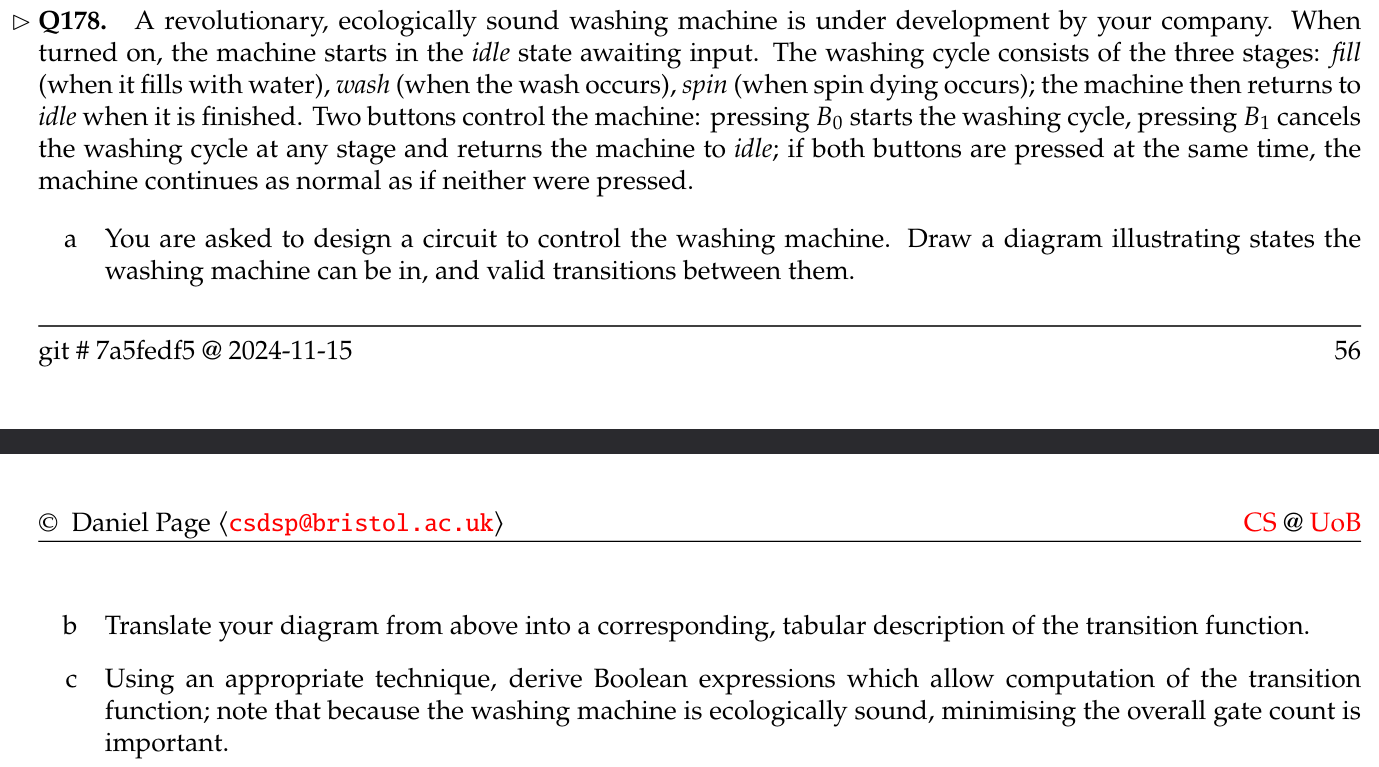 ▷ Q178. A revolutionary, ecologically sound washing machine is under development by your company. When
turned on, the machine starts in the idle state awaiting input. The washing cycle consists of the three stages: fill
(when it fills with water), wash (when the wash occurs), spin (when spin dying occurs); the machine then returns to
idle when it is finished. Two buttons control the machine: pressing B₀ starts the washing cycle, pressing B₁ cancels
the washing cycle at any stage and returns the machine to idle; if both buttons are pressed at the same time, the
machine continues as normal as if neither were pressed.
a You are asked to design a circuit to control the washing machine. Draw a diagram illustrating states the
washing machine can be in, and valid transitions between them.
git # 7a5fedf5 @ 2024-11-15 56
© Daniel Page ⟨csdsp@bristol.ac.uk⟩ CS @ UoB
b Translate your diagram from above into a corresponding, tabular description of the transition function.
c Using an appropriate technique, derive Boolean expressions which allow computation of the transition
function; note that because the washing machine is ecologically sound, minimising the overall gate count is
important.